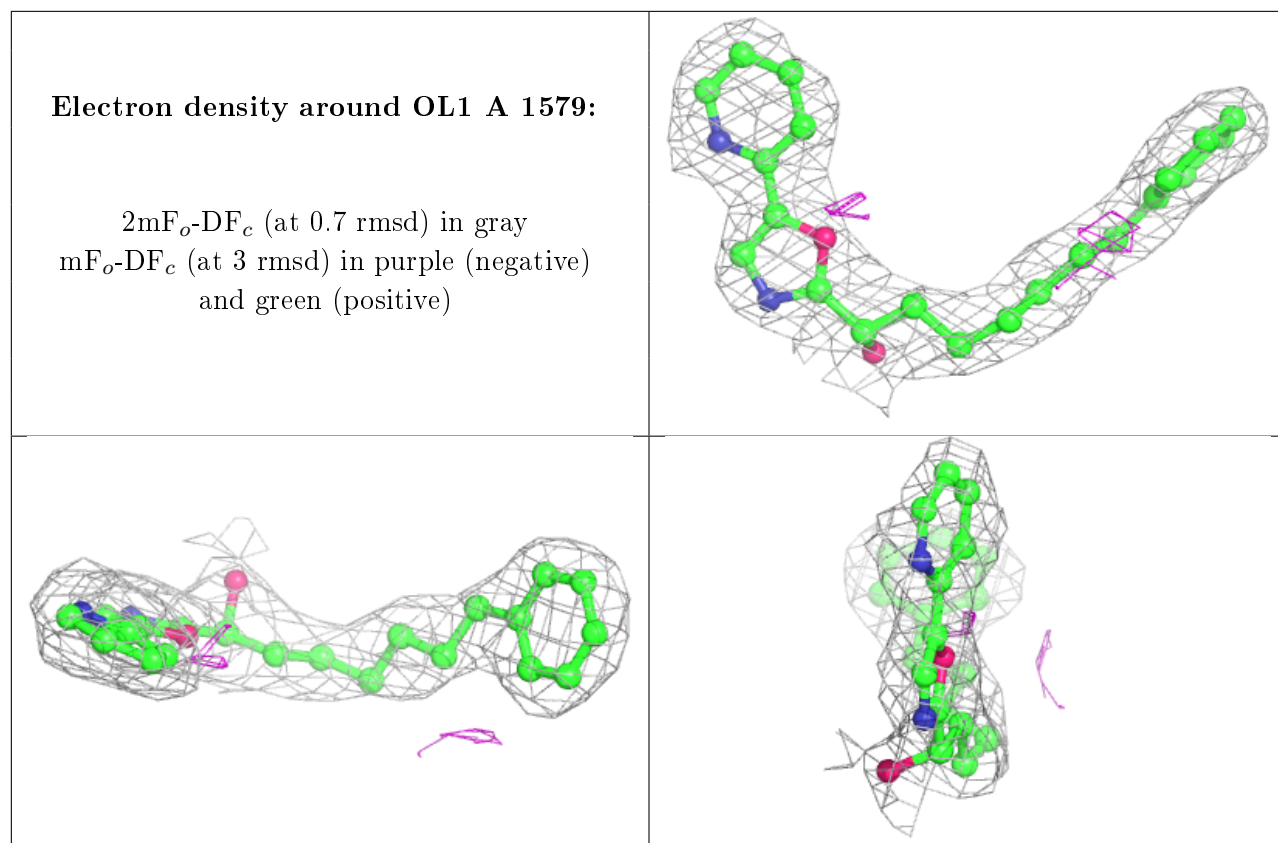 Electron density around OL1 A 1579:
2mFo-DFc (at 0.7 rmsd) in gray
mFo-DFc (at 3 rmsd) in purple (negative)
and green (positive)